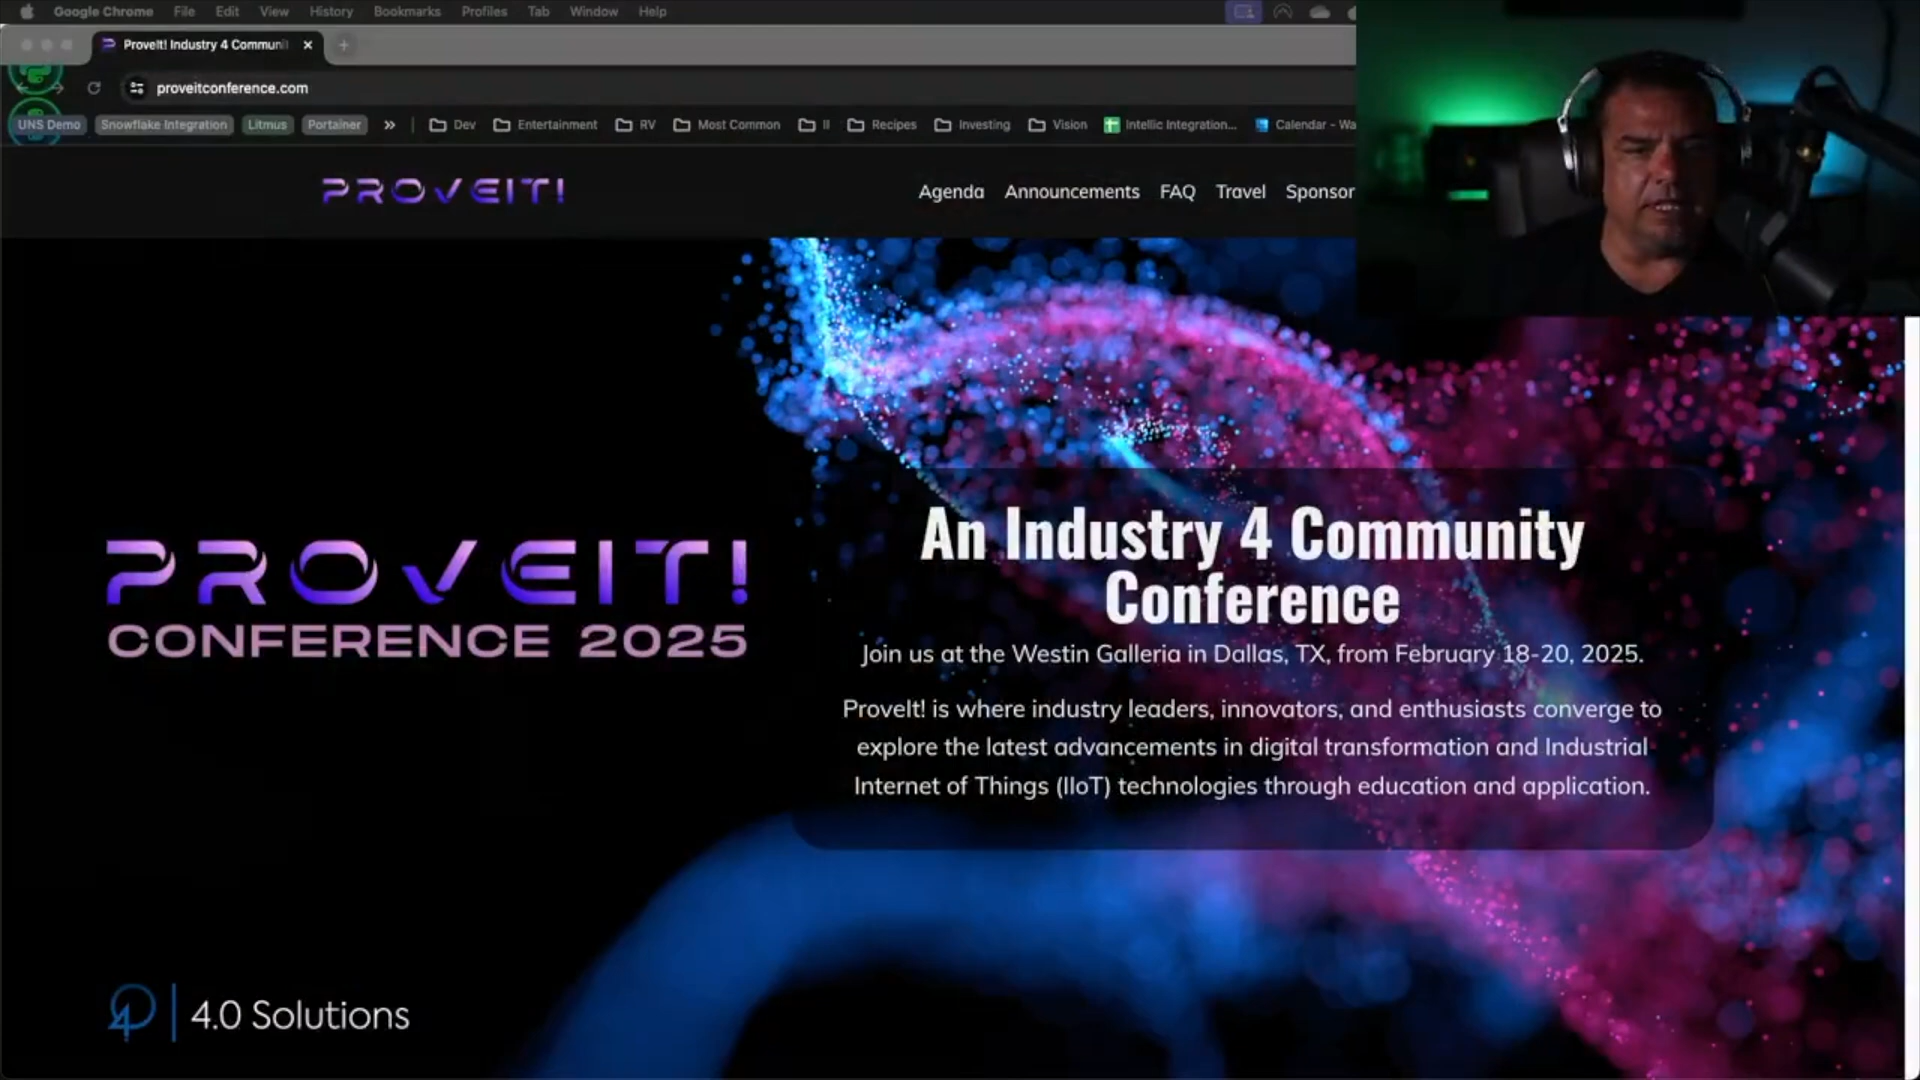 Google Chrome File Edit View History Bookmarks Profiles Tab Window Help
ProveIt! Industry 4 Communi
proveitconference.com
UNS Demo Snowflake Integration Litmus Portainer » Dev Entertainment RV Most Common II Recipes Investing Vision Intellic Integration... Calendar - Wa
PROVEIT!
Agenda Announcements FAQ Travel Sponsor
PROVEIT!
CONFERENCE 2025
An Industry 4 Community
Conference
Join us at the Westin Galleria in Dallas, TX, from February 18-20, 2025.
ProveIt! is where industry leaders, innovators, and enthusiasts converge to
explore the latest advancements in digital transformation and Industrial
Internet of Things (IIoT) technologies through education and application.
4.0 Solutions